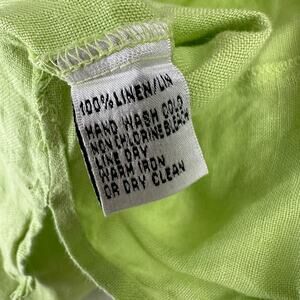 100% LINEN/LIN
HAND WASH COLD
NON CHLORINE BLEACH
LINE DRY
WARM IRON
OR DRY CLEAN